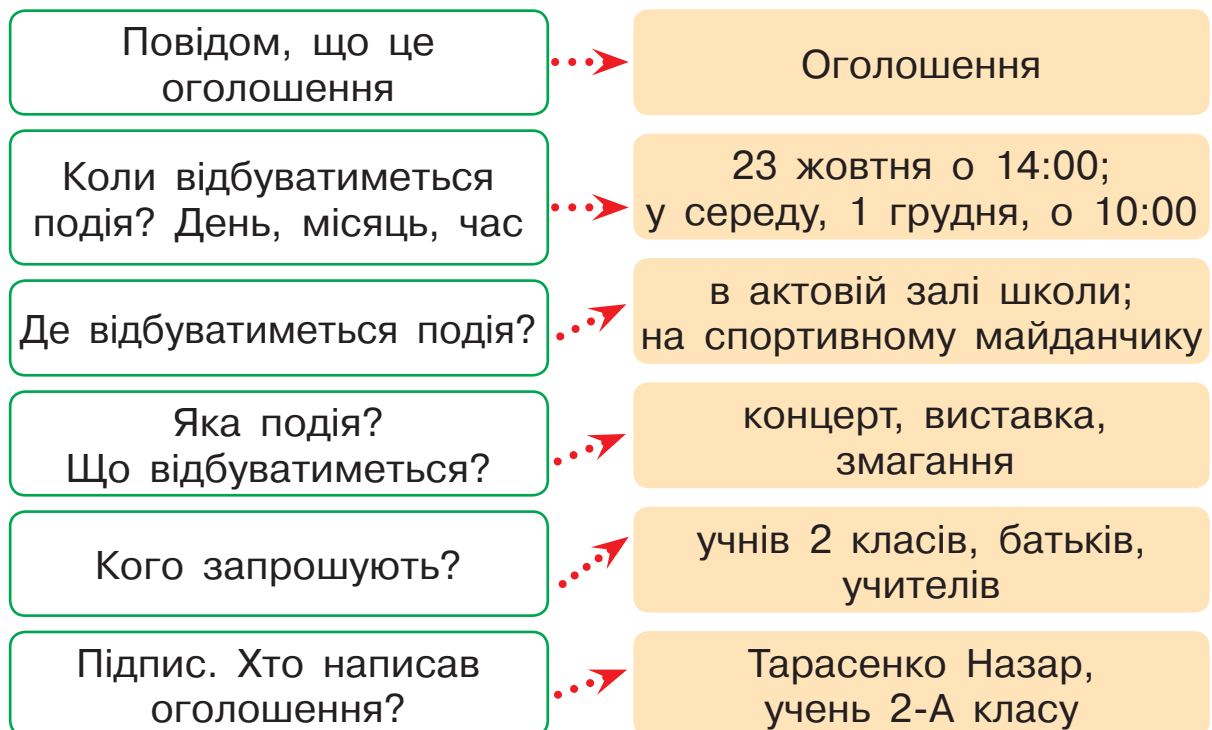 Повідом, що це
оголошення
Оголошення
Коли відбуватиметься
подія? День, місяць, час
23 жовтня о 14:00;
у середу, 1 грудня, о 10:00
Де відбуватиметься подія?
в актовій залі школи;
на спортивному майданчику
Яка подія?
Що відбуватиметься?
концерт, виставка,
змагання
Кого запрошують?
учнів 2 класів, батьків,
учителів
Підпис. Хто написав
оголошення?
Тарасенко Назар,
учень 2-А класу